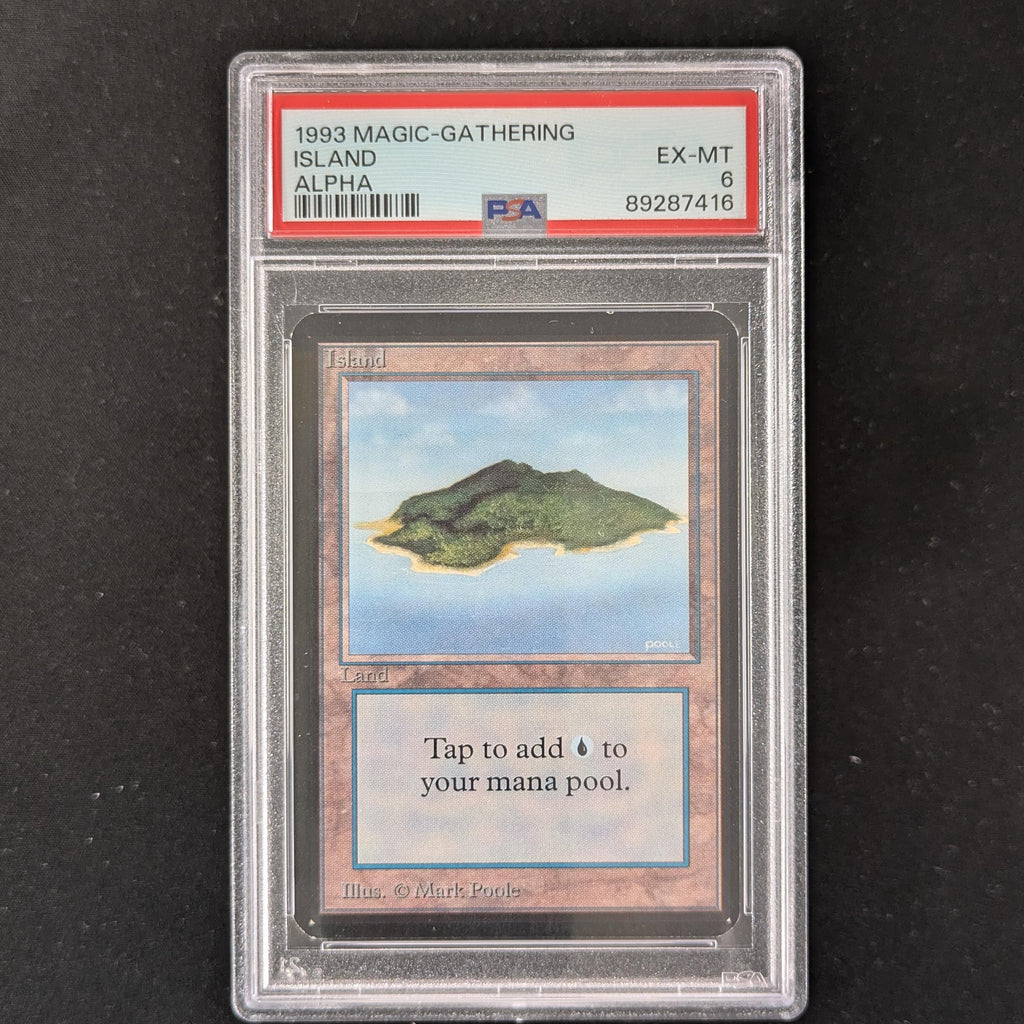 1993 MAGIC-GATHERING
ISLAND
EX-MT
ALPHA
6
PSA
89287416
Island
POOLE
Land
Tap to add to
your mana pool.
Illus. © Mark Poole
PSA